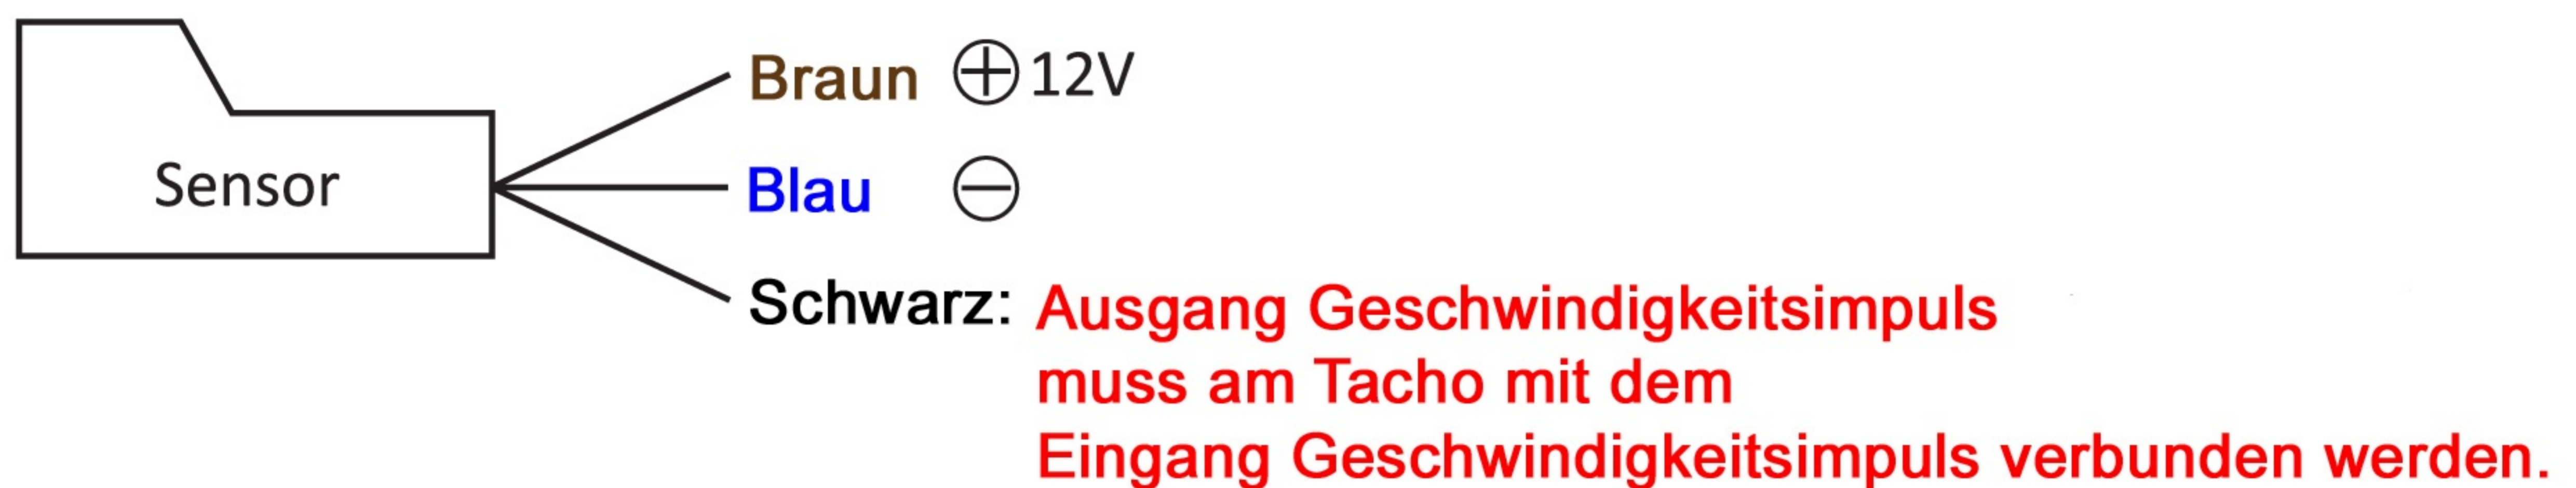 Braun ⊕ 12V
Sensor
Blau ⊖
Schwarz: Ausgang Geschwindigkeitsimpuls
muss am Tacho mit dem
Eingang Geschwindigkeitsimpuls verbunden werden.